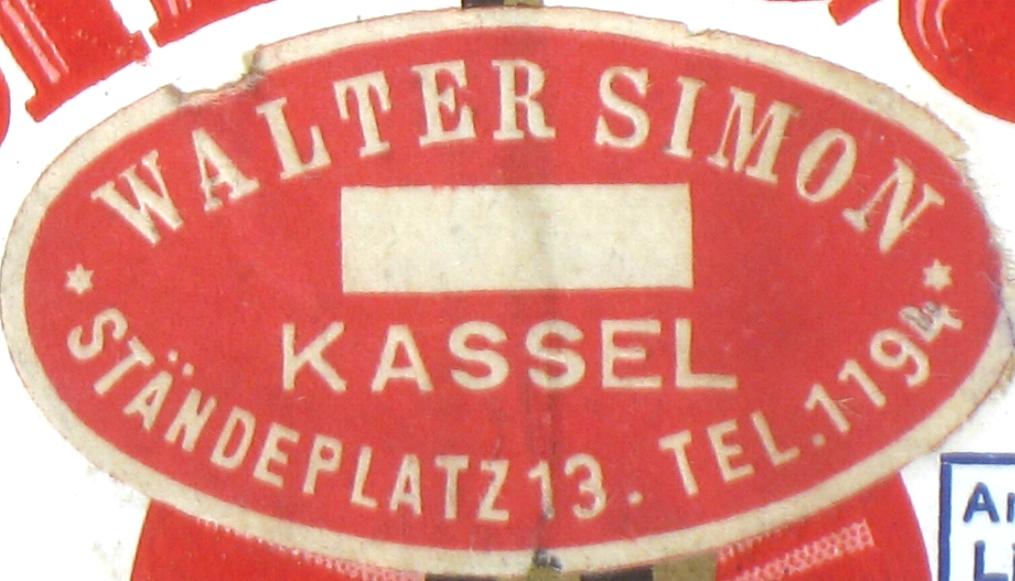 WALTER SIMON
KASSEL
STÄNDEPLATZ 13. TEL. 1194